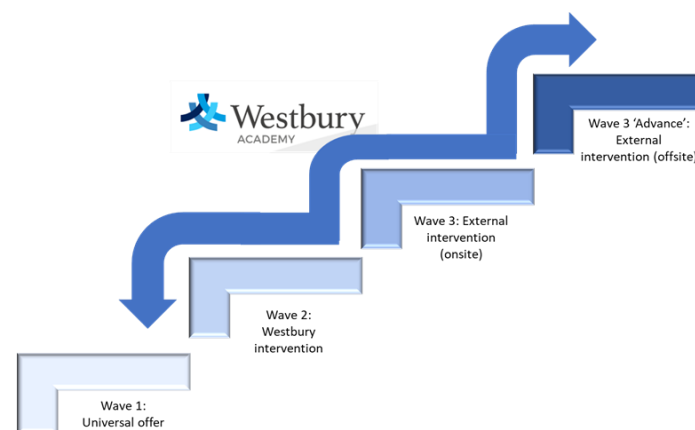 Westbury
ACADEMY
Wave 3 ‘Advance’:
External
intervention (offsite)
Wave 3: External
intervention
(onsite)
Wave 2:
Westbury
intervention
Wave 1:
Universal offer